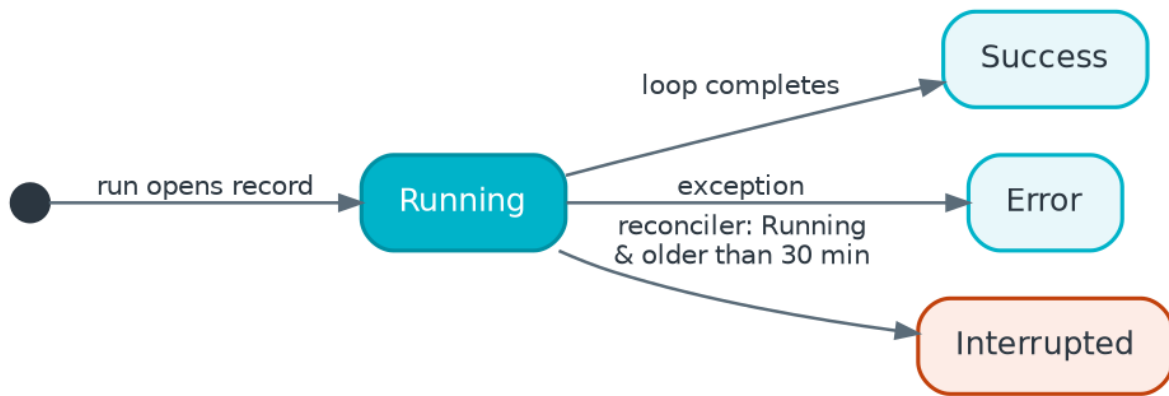 Success
loop completes
run opens record
Running
exception
Error
reconciler: Running
& older than 30 min
Interrupted